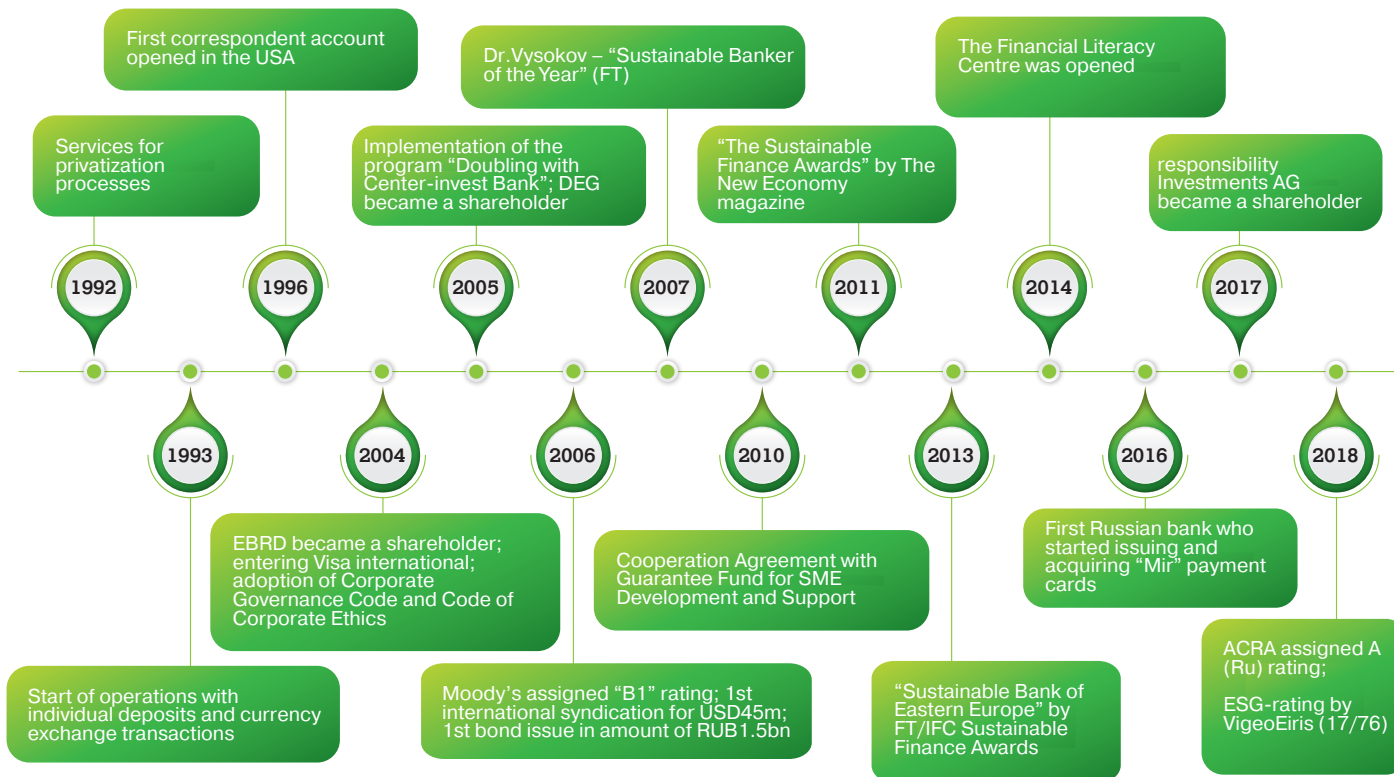 First correspondent account
opened in the USA
Dr.Vysokov – “Sustainable Banker
of the Year” (FT)
The Financial Literacy
Centre was opened
Services for
privatization
processes
Implementation of the
program “Doubling with
Center-invest Bank”; DEG
became a shareholder
“The Sustainable
Finance Awards” by The
New Economy
magazine
responsibility
Investments AG
became a shareholder
1992
1996
2005
2007
2011
2014
2017
1993
2004
2006
2010
2013
2016
2018
EBRD became a shareholder;
entering Visa international;
adoption of Corporate
Governance Code and Code of
Corporate Ethics
Cooperation Agreement with
Guarantee Fund for SME
Development and Support
First Russian bank who
started issuing and
acquiring “Mir” payment
cards
Start of operations with
individual deposits and currency
exchange transactions
Moody’s assigned “B1” rating; 1st
international syndication for USD45m;
1st bond issue in amount of RUB1.5bn
“Sustainable Bank of
Eastern Europe” by
FT/IFC Sustainable
Finance Awards
ACRA assigned A
(Ru) rating;
ESG-rating by
VigeoEiris (17/76)